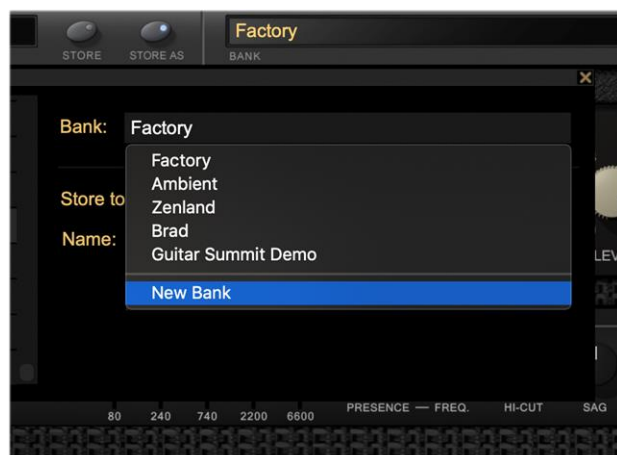 Factory
STORE
STORE AS
BANK
Bank:
Factory
Factory
Ambient
Store to
Zenland
Name:
Brad
Guitar Summit Demo
New Bank
80 240 740 2200 6600
PRESENCE — FREQ.
HI-CUT
SAG